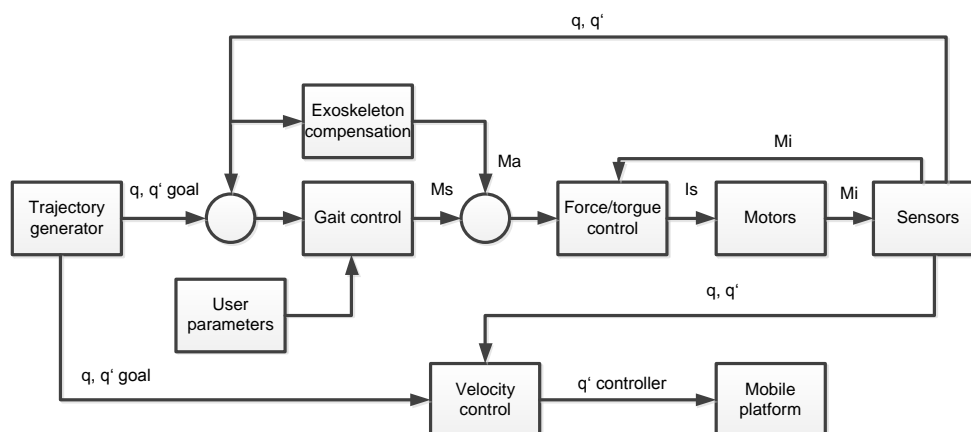 q, q‘
Exoskeleton
compensation
Mi
Ma
q, q‘ goal
Ms
Is
Mi
Trajectory
generator
Gait control
Force/torgue
control
Motors
Sensors
User
parameters
q, q‘
q, q‘ goal
Velocity
control
q‘ controller
Mobile
platform